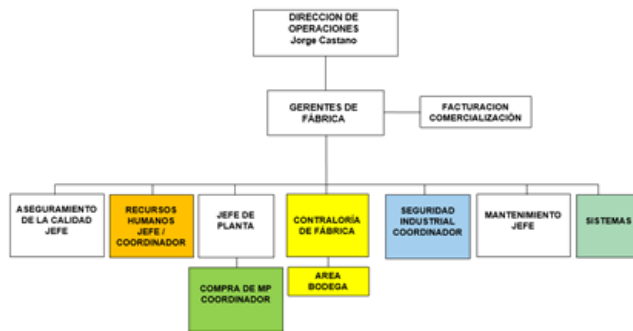 DIRECCION DE
OPERACIONES
Jorge Castano
GERENTES DE
FÁBRICA
FACTURACION
COMERCIALIZACIÓN
ASEGURAMIENTO
DE LA CALIDAD
JEFE
RECURSOS
HUMANOS
JEFE /
COORDINADOR
JEFE DE
PLANTA
CONTRALORÍA
DE FÁBRICA
SEGURIDAD
INDUSTRIAL
COORDINADOR
MANTENIMIENTO
JEFE
SISTEMAS
COMPRA DE MP
COORDINADOR
AREA
BODEGA